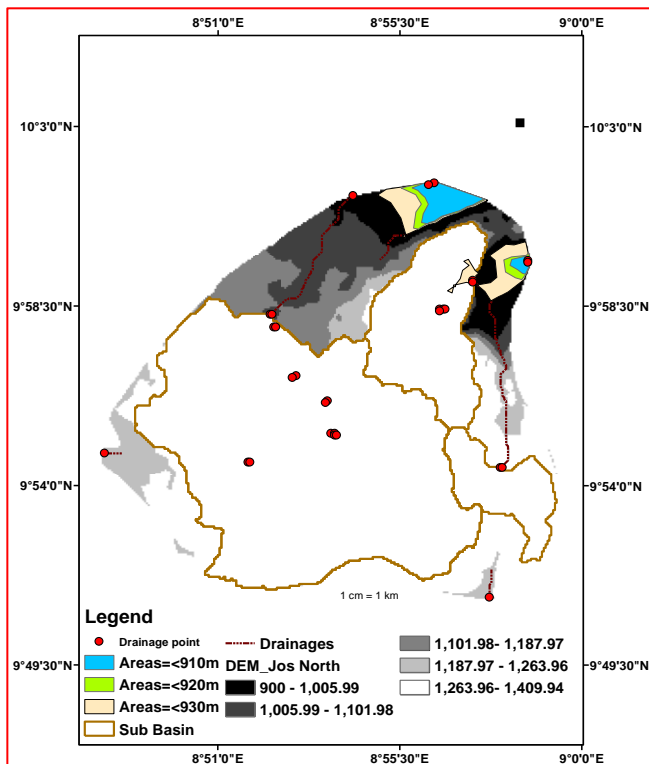 8°51'0"E 8°55'30"E 9°0'0"E
10°3'0"N 10°3'0"N
9°58'30"N 9°58'30"N
9°54'0"N 9°54'0"N
1 cm = 1 km
Legend
Drainage point
Areas=<910m
Areas=<920m
Areas=<930m
Sub Basin
Drainages
DEM_Jos North
900 - 1,005.99
1,005.99 - 1,101.98
1,101.98- 1,187.97
1,187.97 - 1,263.96
1,263.96- 1,409.94
9°49'30"N 9°49'30"N
8°51'0"E 8°55'30"E 9°0'0"E